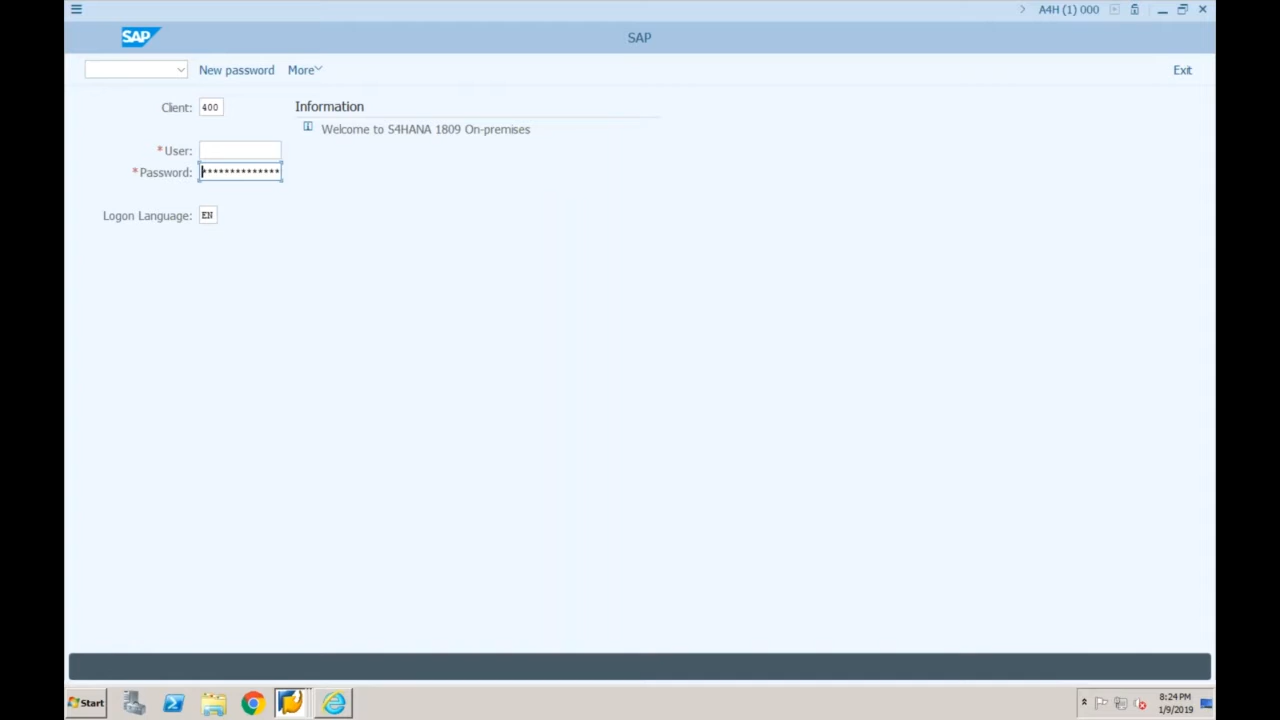 A4H (1) 000
SAP
SAP
New password
More
Exit
Client: 400
Information
Welcome to S4HANA 1809 On-premises
*User:
*Password: **************
Logon Language: EN
Start
8:24 PM
1/9/2019